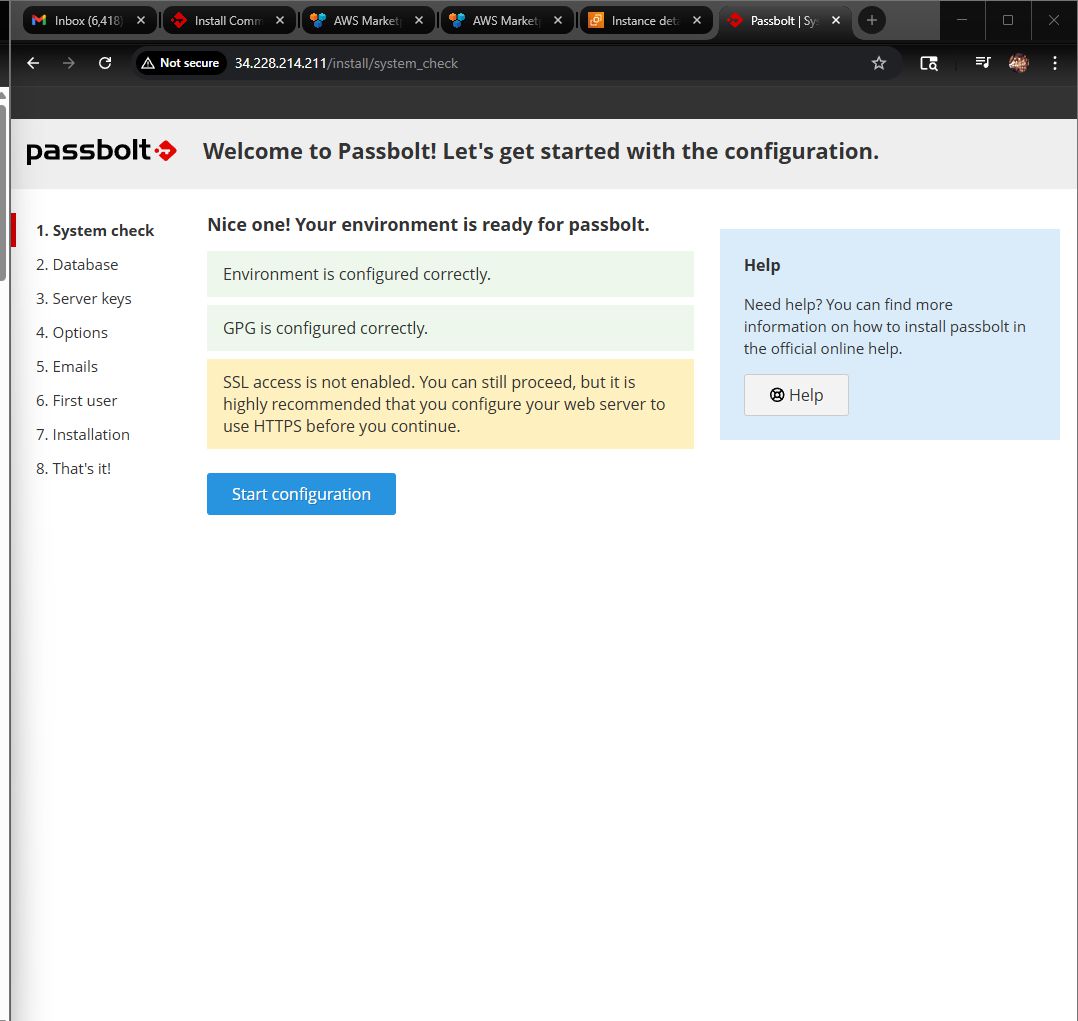 Inbox (6,418)
Install Comm
AWS Market
AWS Market
Instance det
Passbolt | Sy
Not secure
34.228.214.211/install/system_check
passbolt
Welcome to Passbolt! Let's get started with the configuration.
1. System check
2. Database
3. Server keys
4. Options
5. Emails
6. First user
7. Installation
8. That's it!
Nice one! Your environment is ready for passbolt.
Environment is configured correctly.
GPG is configured correctly.
SSL access is not enabled. You can still proceed, but it is
highly recommended that you configure your web server to
use HTTPS before you continue.
Start configuration
Help
Need help? You can find more
information on how to install passbolt in
the official online help.
Help